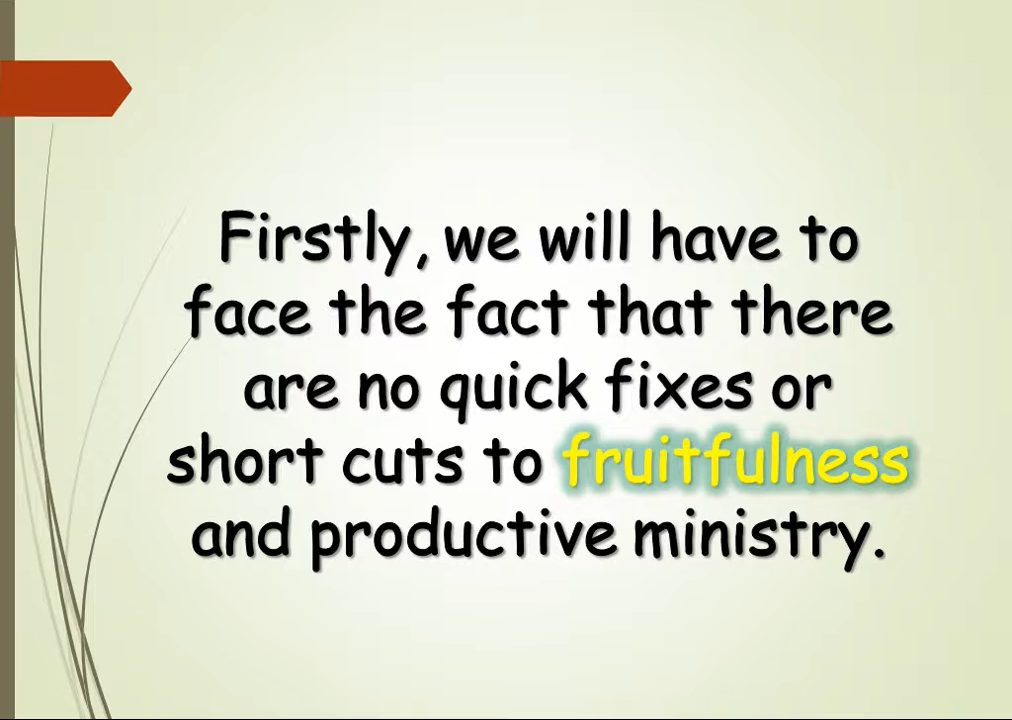 Firstly, we will have to
face the fact that there
are no quick fixes or
short cuts to fruitfulness
and productive ministry.